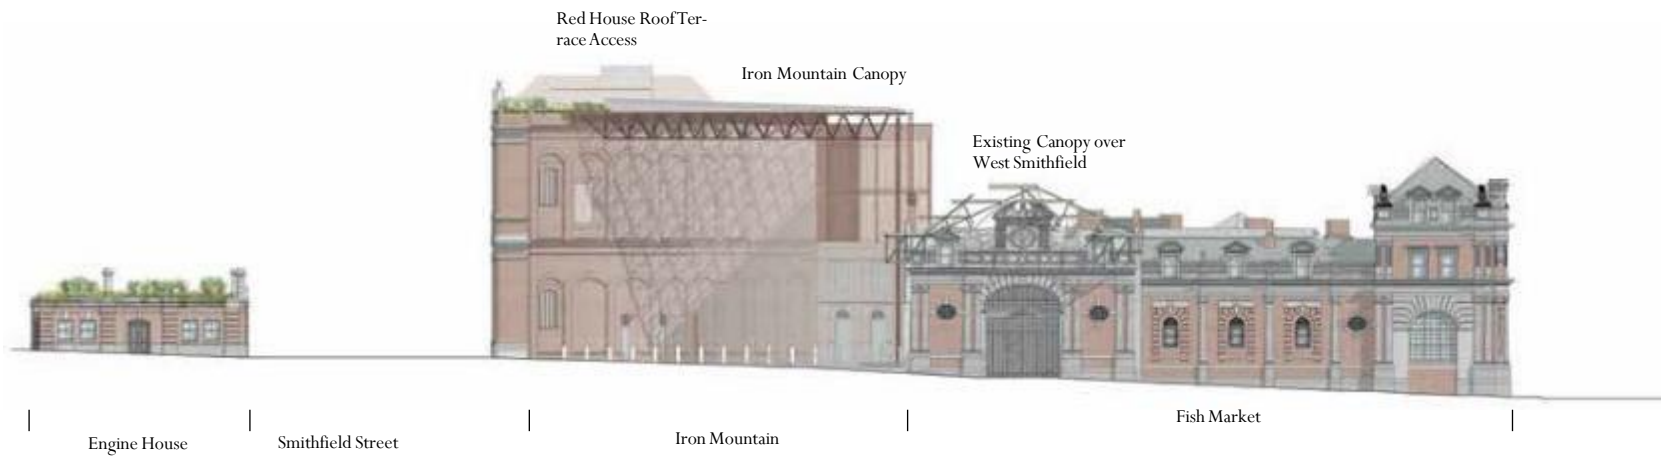 Red House Roof Ter-
race Access
Iron Mountain Canopy
Existing Canopy over
West Smithfield
Fish Market
Engine House
Smithfield Street
Iron Mountain